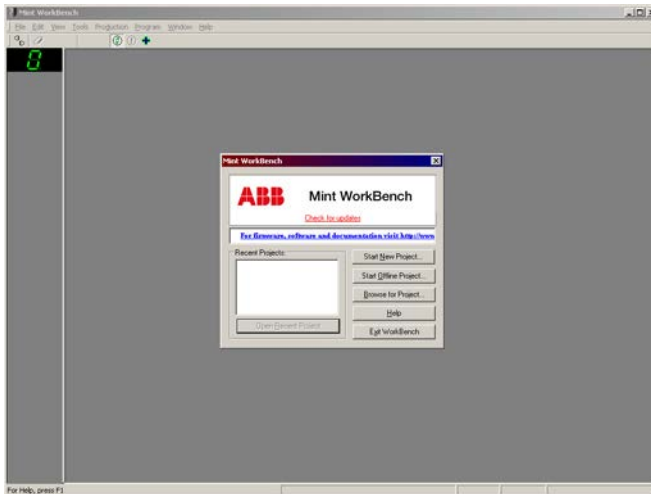 Mint WorkBench
File Edit View Tools Production Program Window Help
0
Mint WorkBench
ABB Mint WorkBench
Check for updates
For firmware, software and documentation visit http://www
Recent Projects:
Start New Project...
Start Offline Project...
Browse for Project...
Help
Open Recent Project
Exit WorkBench
For Help, press F1